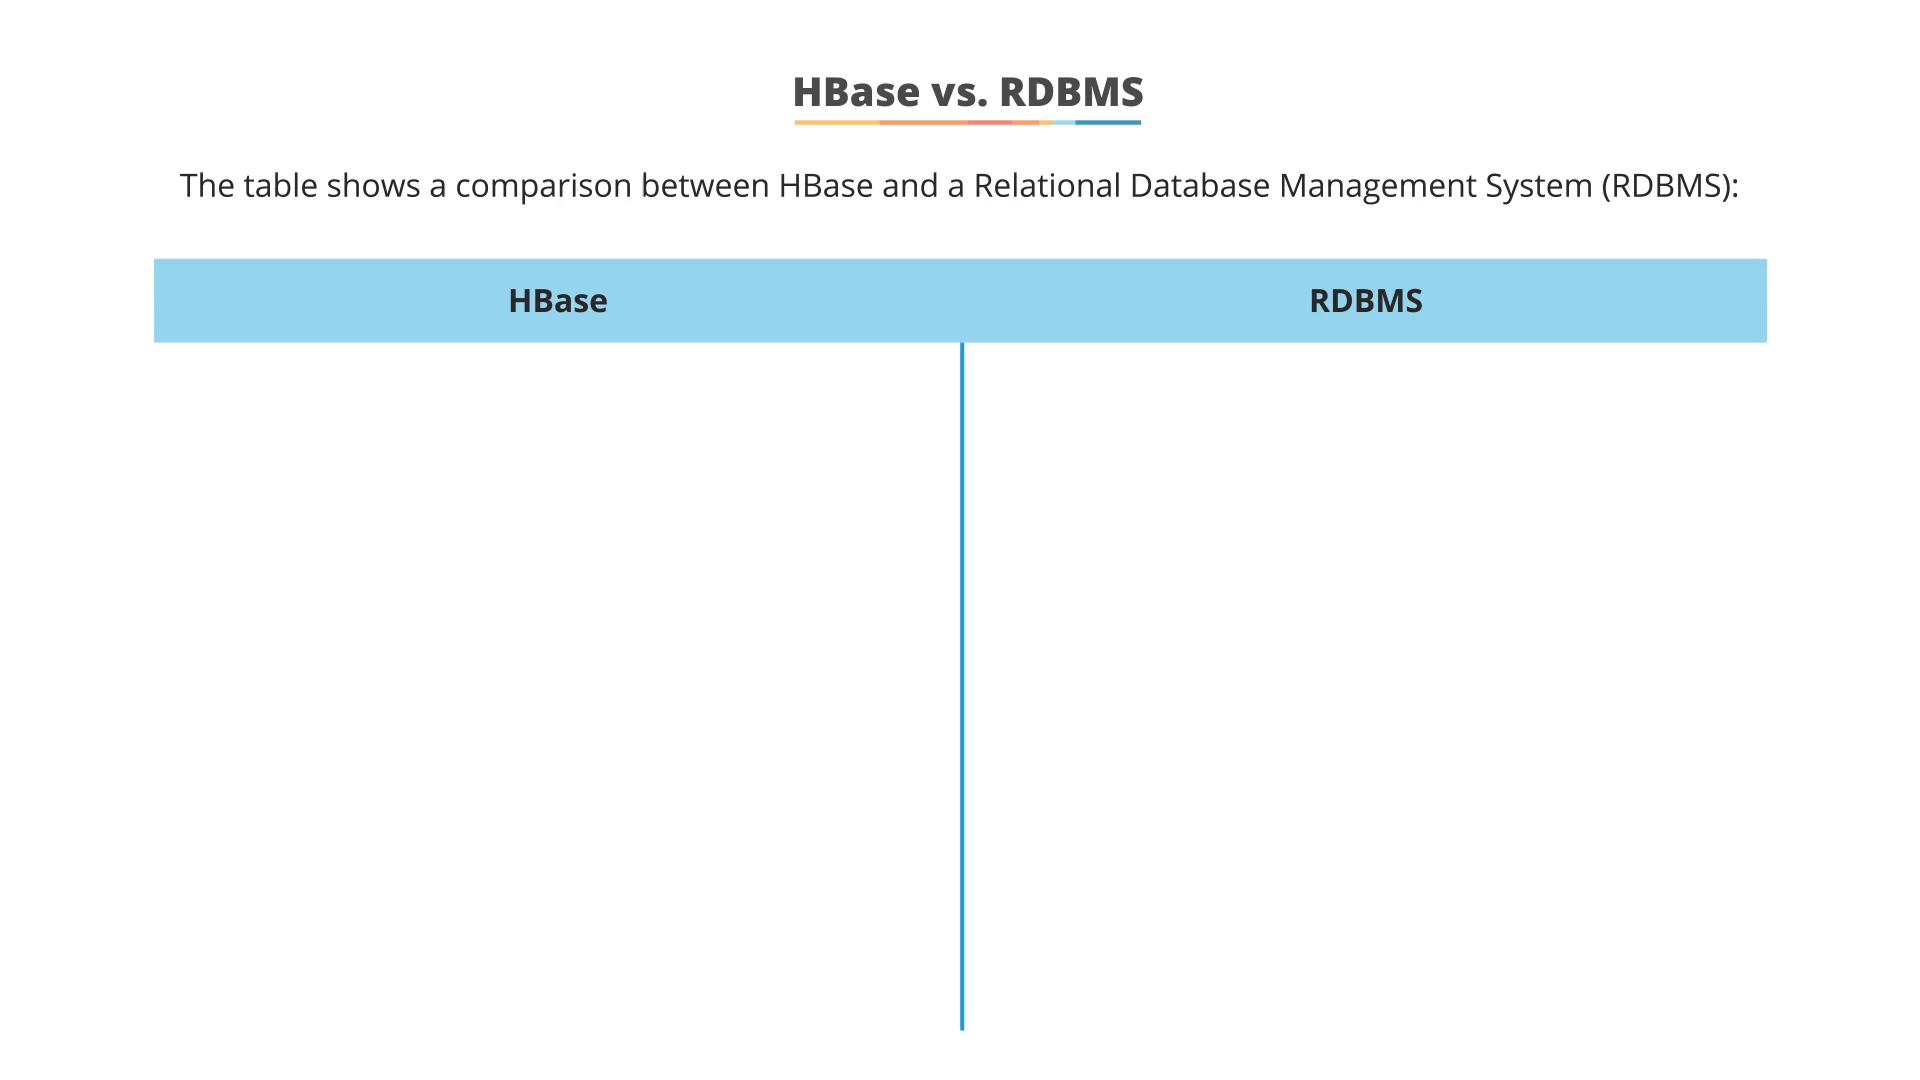 HBase vs. RDBMS
The table shows a comparison between HBase and a Relational Database Management System (RDBMS):
HBase
RDBMS